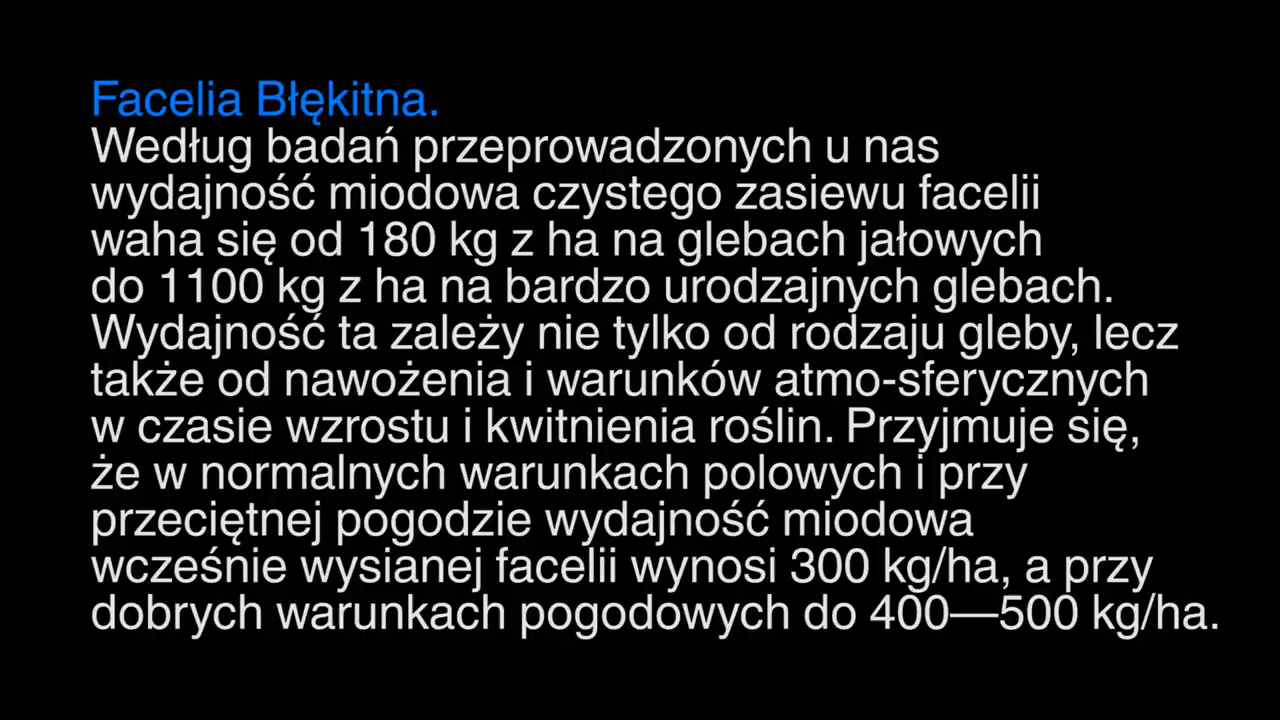 Facelia Błękitna.
Według badań przeprowadzonych u nas
wydajność miodowa czystego zasiewu facelii
waha się od 180 kg z ha na glebach jałowych
do 1100 kg z ha na bardzo urodzajnych glebach.
Wydajność ta zależy nie tylko od rodzaju gleby, lecz
także od nawożenia i warunków atmo-sferycznych
w czasie wzrostu i kwitnienia roślin. Przyjmuje się,
że w normalnych warunkach polowych i przy
przeciętnej pogodzie wydajność miodowa
wcześnie wysianej facelii wynosi 300 kg/ha, a przy
dobrych warunkach pogodowych do 400—500 kg/ha.